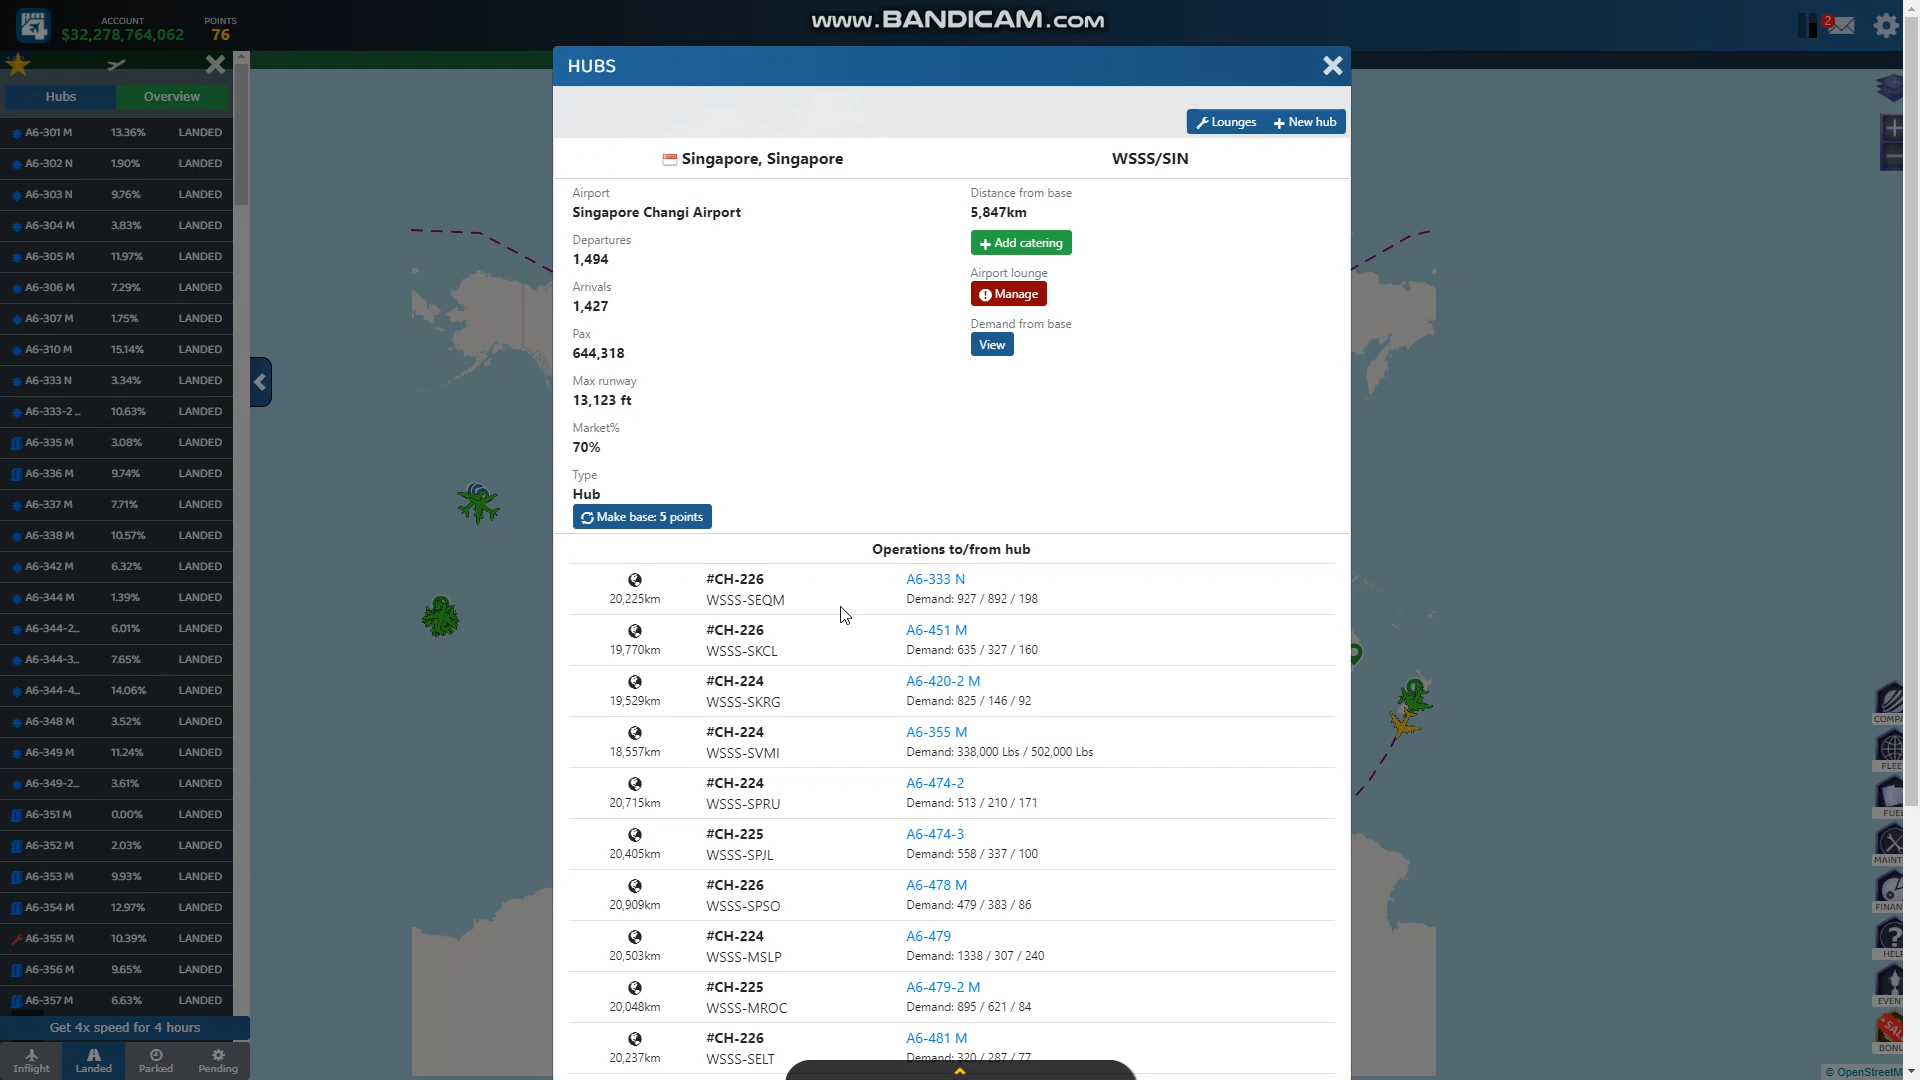 ACCOUNT
$32,278,764,062
POINTS
76
www.BANDICAM.com
2
Hubs
Overview
A6-301 M 13.36% LANDED
A6-302 N 1.90% LANDED
A6-303 N 9.76% LANDED
A6-304 M 3.83% LANDED
A6-305 M 11.97% LANDED
A6-306 M 7.29% LANDED
A6-307 M 1.75% LANDED
A6-310 M 15.14% LANDED
A6-333 N 3.34% LANDED
A6-333-2 ... 10.63% LANDED
A6-335 M 3.08% LANDED
A6-336 M 9.74% LANDED
A6-337 M 7.71% LANDED
A6-338 M 10.57% LANDED
A6-342 M 6.32% LANDED
A6-344 M 1.39% LANDED
A6-344-2... 6.01% LANDED
A6-344-3... 7.65% LANDED
A6-344-4... 14.06% LANDED
A6-348 M 3.52% LANDED
A6-349 M 11.24% LANDED
A6-349-2... 3.61% LANDED
A6-351 M 0.00% LANDED
A6-352 M 2.03% LANDED
A6-353 M 9.93% LANDED
A6-354 M 12.97% LANDED
A6-355 M 10.39% LANDED
A6-356 M 9.65% LANDED
A6-357 M 6.63% LANDED
Get 4x speed for 4 hours
Inflight Landed Parked Pending
HUBS
Lounges
New hub
Singapore, Singapore
WSSS/SIN
Airport
Singapore Changi Airport
Departures
1,494
Arrivals
1,427
Pax
644,318
Max runway
13,123 ft
Market%
70%
Type
Hub
Make base: 5 points
Distance from base
5,847km
Add catering
Airport lounge
Manage
Demand from base
View
Operations to/from hub
#CH-226 A6-333 N
20,225km WSSS-SEQM Demand: 927 / 892 / 198
#CH-226 A6-451 M
19,770km WSSS-SKCL Demand: 635 / 327 / 160
#CH-224 A6-420-2 M
19,529km WSSS-SKRG Demand: 825 / 146 / 92
#CH-224 A6-355 M
18,557km WSSS-SVMI Demand: 338,000 Lbs / 502,000 Lbs
#CH-224 A6-474-2
20,715km WSSS-SPRU Demand: 513 / 210 / 171
#CH-225 A6-474-3
20,405km WSSS-SPJL Demand: 558 / 337 / 100
#CH-226 A6-478 M
20,909km WSSS-SPSO Demand: 479 / 383 / 86
#CH-224 A6-479
20,503km WSSS-MSLP Demand: 1338 / 307 / 240
#CH-225 A6-479-2 M
20,048km WSSS-MROC Demand: 895 / 621 / 84
#CH-226 A6-481 M
20,237km WSSS-SELT Demand: 320 / 287 / 77
COMPA
FLEE
FUEL
MAINT
FINAN
HELP
EVEN
SAL
BONU
© OpenStreetM